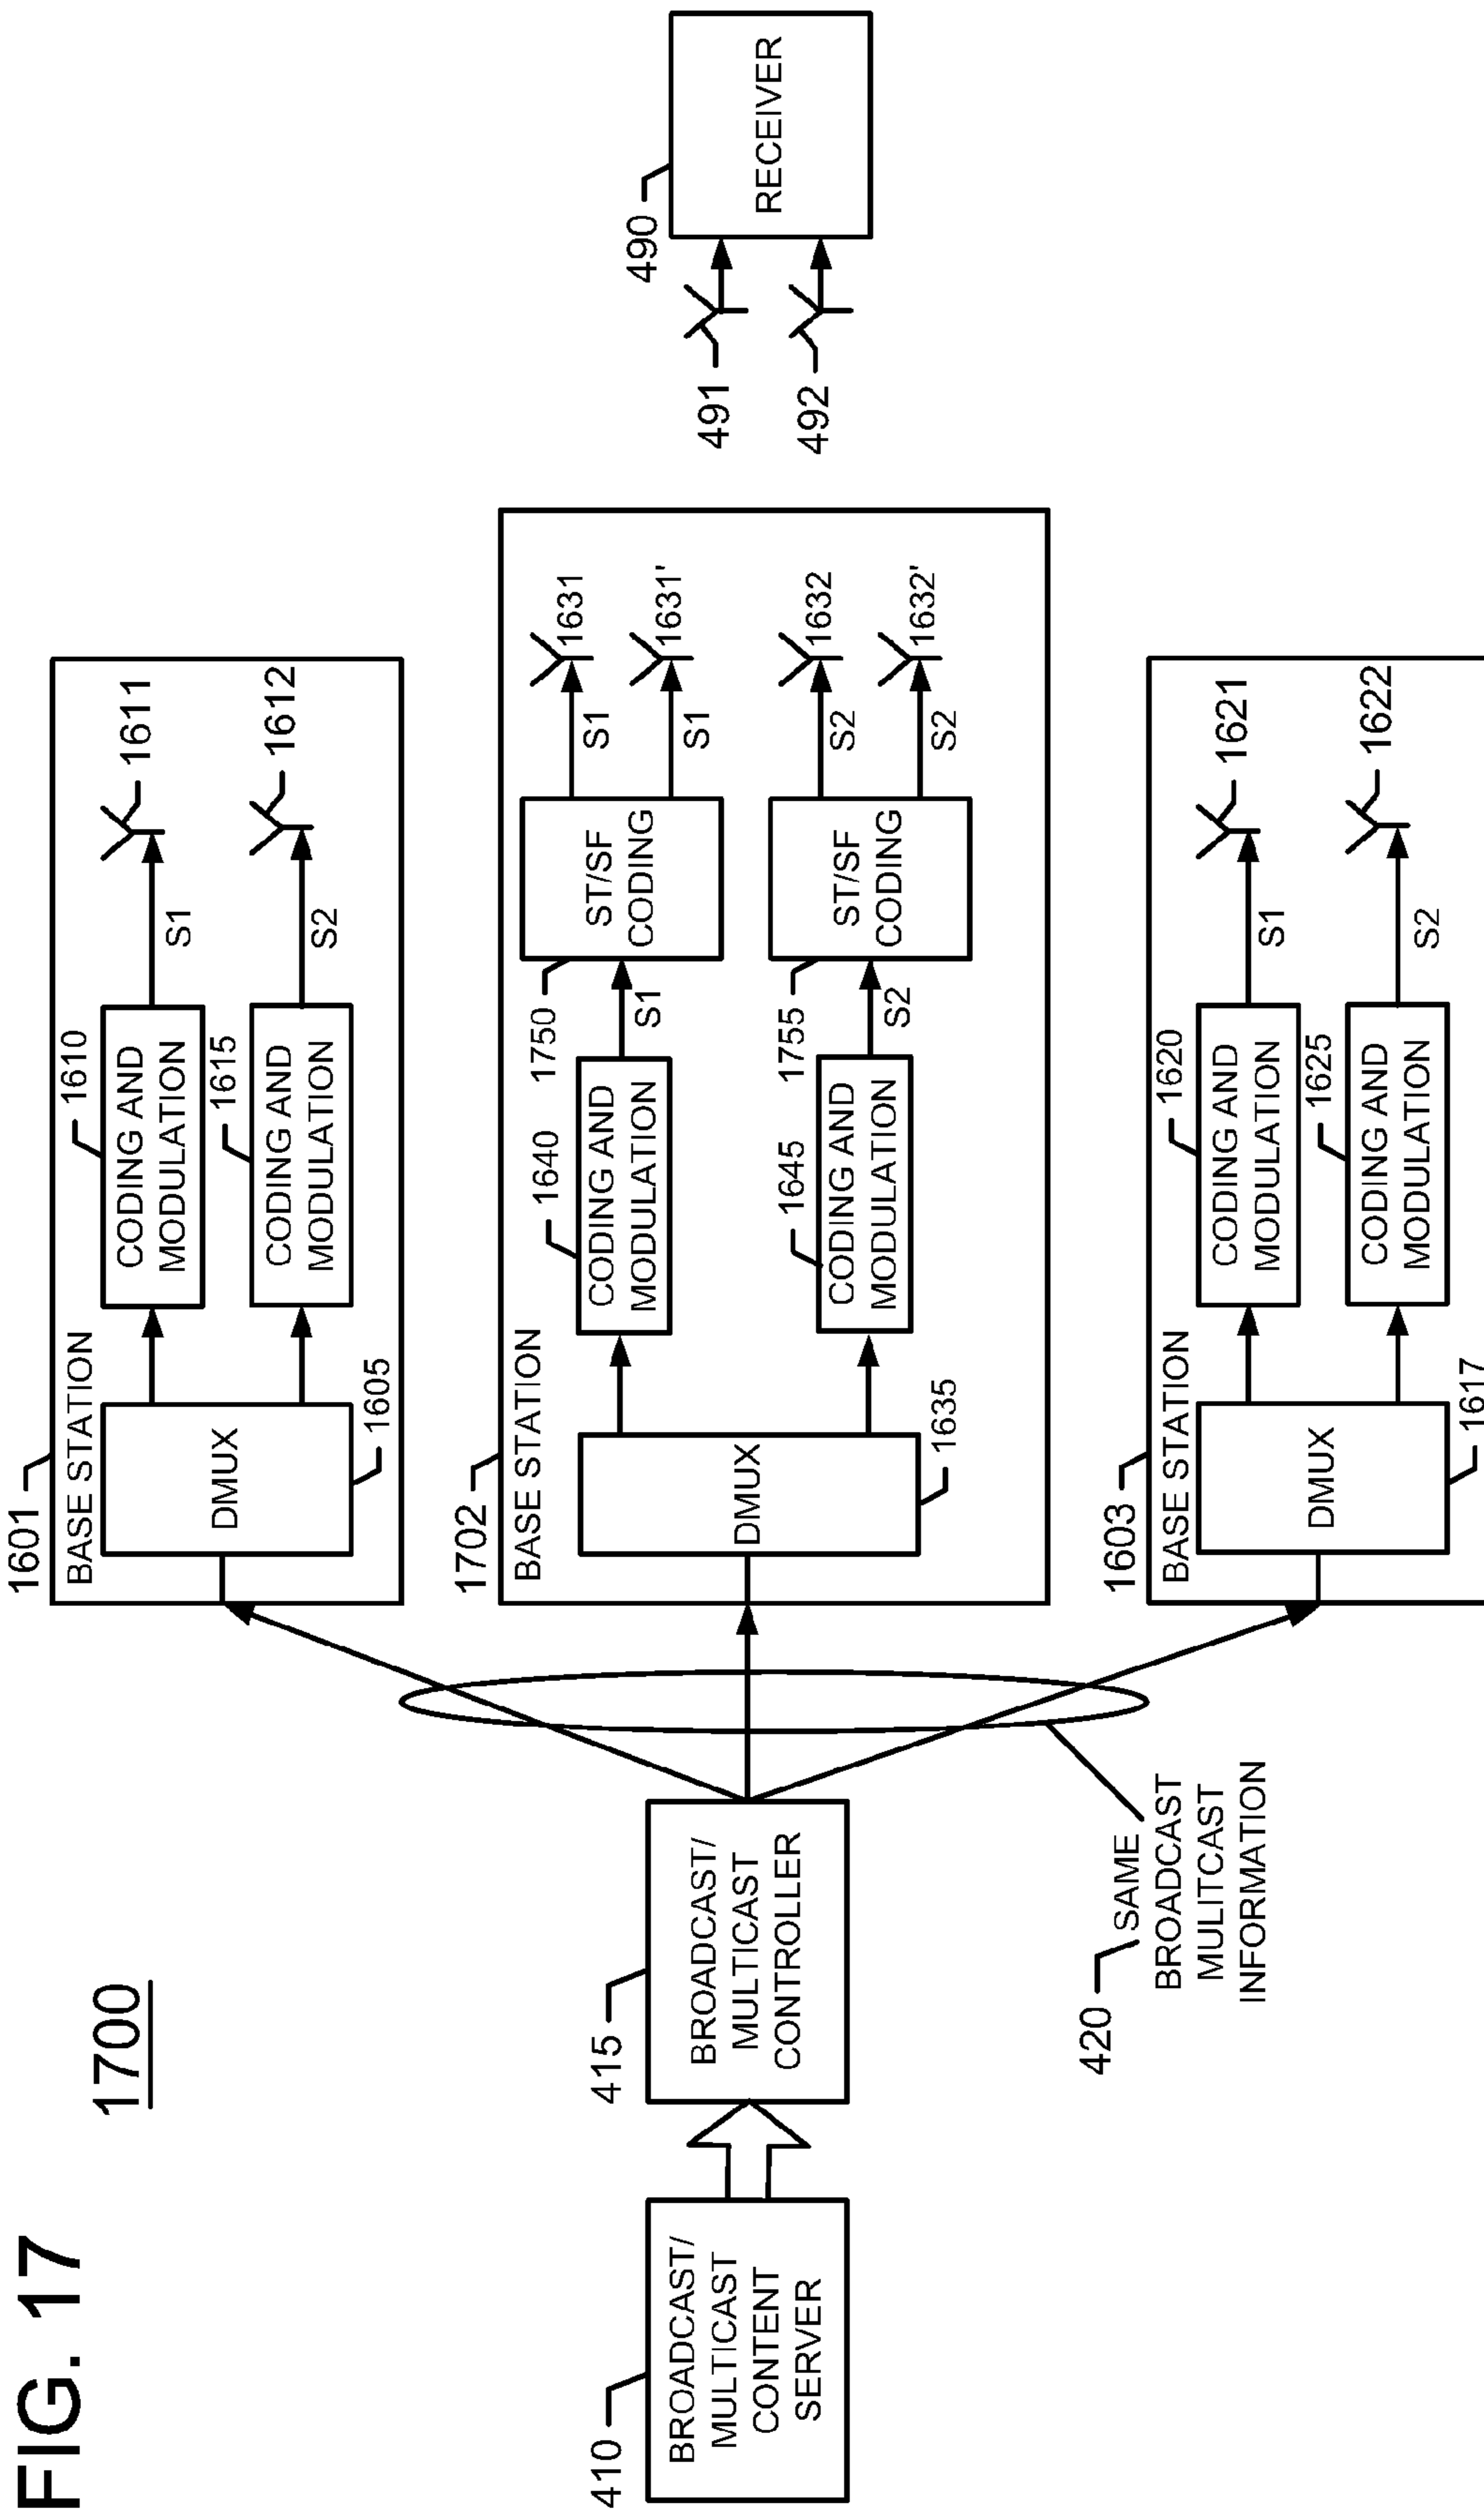 FIG. 17
1700
410
BROADCAST/
MULTICAST
CONTENT
SERVER
415
BROADCAST/
MULTICAST
CONTROLLER
420
SAME
BROADCAST
MULITCAST
INFORMATION
1601
BASE STATION
DMUX
1605
1610
CODING AND
MODULATION
S1
1611
1615
CODING AND
MODULATION
S2
1612
1702
BASE STATION
DMUX
1635
1640
CODING AND
MODULATION
S1
1750
ST/SF
CODING
S1
1631
S1
1631'
1645
CODING AND
MODULATION
S2
1755
ST/SF
CODING
S2
1632
S2
1632'
1603
BASE STATION
DMUX
1617
1620
CODING AND
MODULATION
S1
1621
1625
CODING AND
MODULATION
S2
1622
491
492
490
RECEIVER